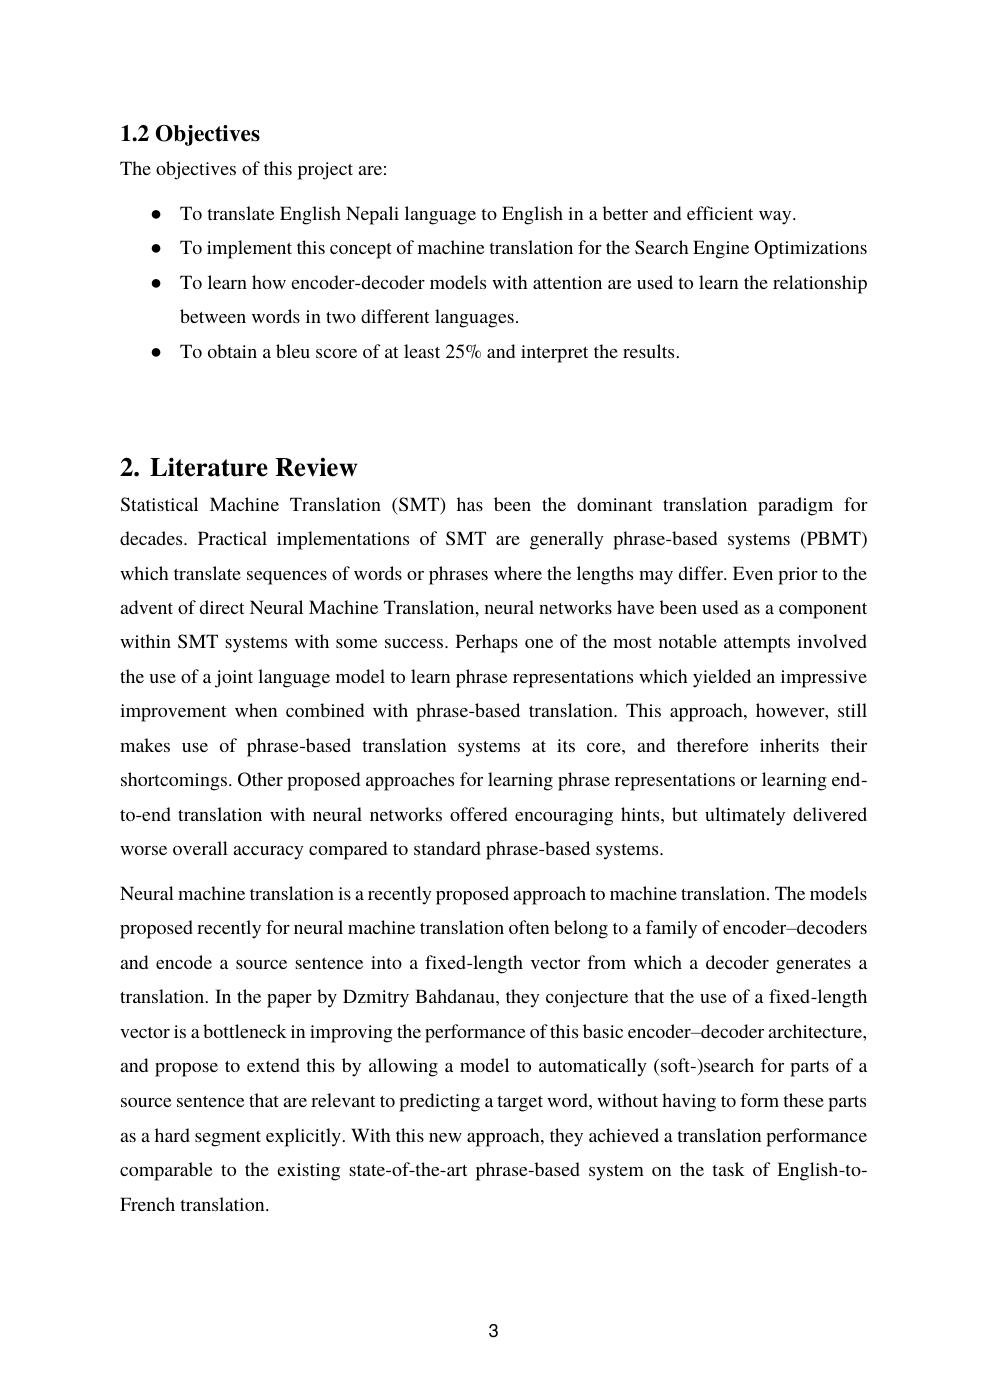 1.2 Objectives
The objectives of this project are:
● To translate English Nepali language to English in a better and efficient way.
● To implement this concept of machine translation for the Search Engine Optimizations
● To learn how encoder-decoder models with attention are used to learn the relationship
between words in two different languages.
● To obtain a bleu score of at least 25% and interpret the results.
2. Literature Review
Statistical Machine Translation (SMT) has been the dominant translation paradigm for
decades. Practical implementations of SMT are generally phrase-based systems (PBMT)
which translate sequences of words or phrases where the lengths may differ. Even prior to the
advent of direct Neural Machine Translation, neural networks have been used as a component
within SMT systems with some success. Perhaps one of the most notable attempts involved
the use of a joint language model to learn phrase representations which yielded an impressive
improvement when combined with phrase-based translation. This approach, however, still
makes use of phrase-based translation systems at its core, and therefore inherits their
shortcomings. Other proposed approaches for learning phrase representations or learning end-
to-end translation with neural networks offered encouraging hints, but ultimately delivered
worse overall accuracy compared to standard phrase-based systems.
Neural machine translation is a recently proposed approach to machine translation. The models
proposed recently for neural machine translation often belong to a family of encoder–decoders
and encode a source sentence into a fixed-length vector from which a decoder generates a
translation. In the paper by Dzmitry Bahdanau, they conjecture that the use of a fixed-length
vector is a bottleneck in improving the performance of this basic encoder–decoder architecture,
and propose to extend this by allowing a model to automatically (soft-)search for parts of a
source sentence that are relevant to predicting a target word, without having to form these parts
as a hard segment explicitly. With this new approach, they achieved a translation performance
comparable to the existing state-of-the-art phrase-based system on the task of English-to-
French translation.
3